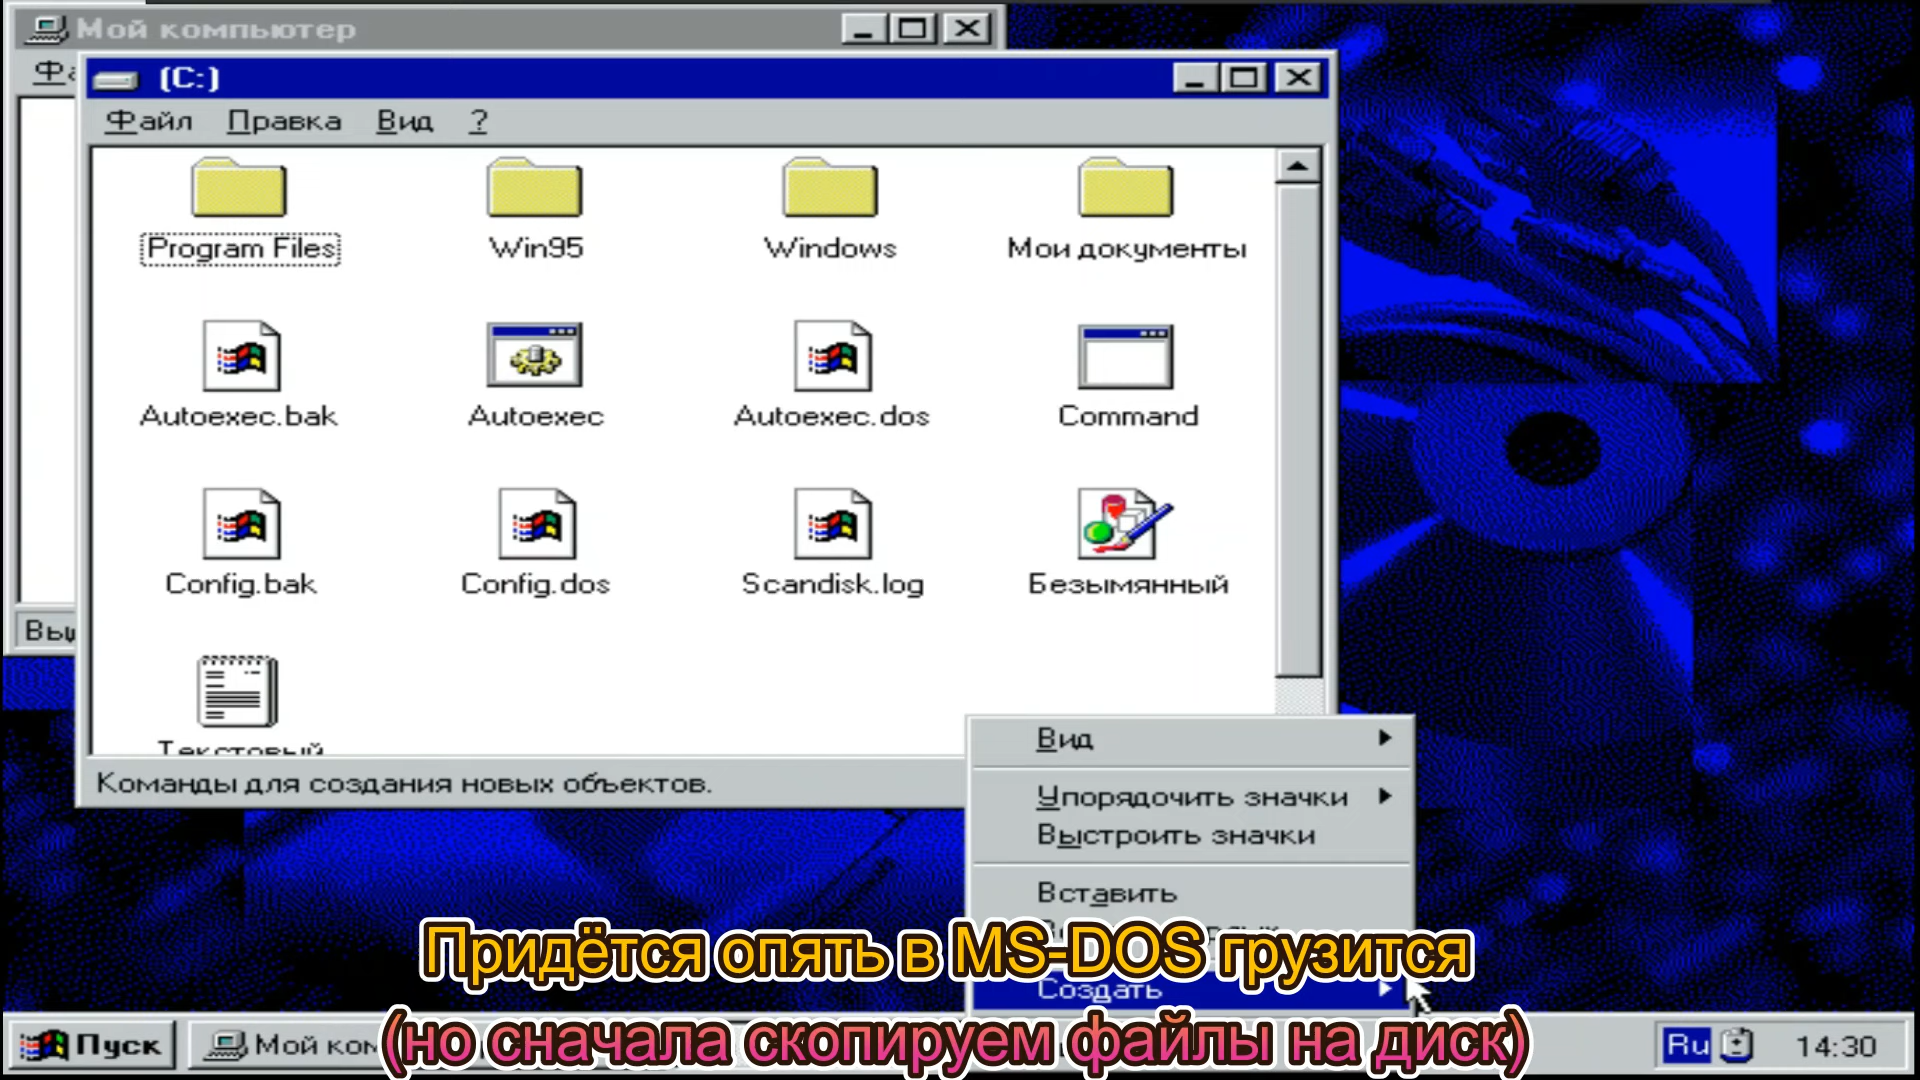 Мой компьютер
(C:)
Файл Правка Вид ?
Program Files Win95 Windows Мои документы
Autoexec.bak Autoexec Autoexec.dos Command
Config.bak Config.dos Scandisk.log Безымянный
Текстовый
Команды для создания новых объектов.
Вид
Упорядочить значки
Выстроить значки
Вставить
Создать
Придётся опять в MS-DOS грузится
(но сначала скопируем файлы на диск)
Пуск Мой Ru 14:30